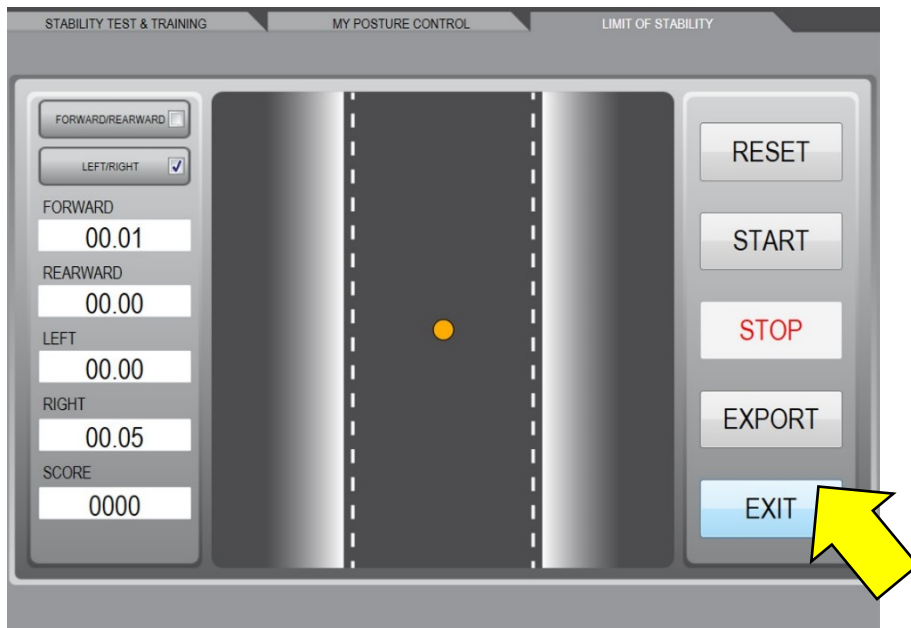 STABILITY TEST & TRAINING
MY POSTURE CONTROL
LIMIT OF STABILITY
FORWARD/REARWARD
LEFT/RIGHT
FORWARD
00.01
REARWARD
00.00
LEFT
00.00
RIGHT
00.05
SCORE
0000
RESET
START
STOP
EXPORT
EXIT